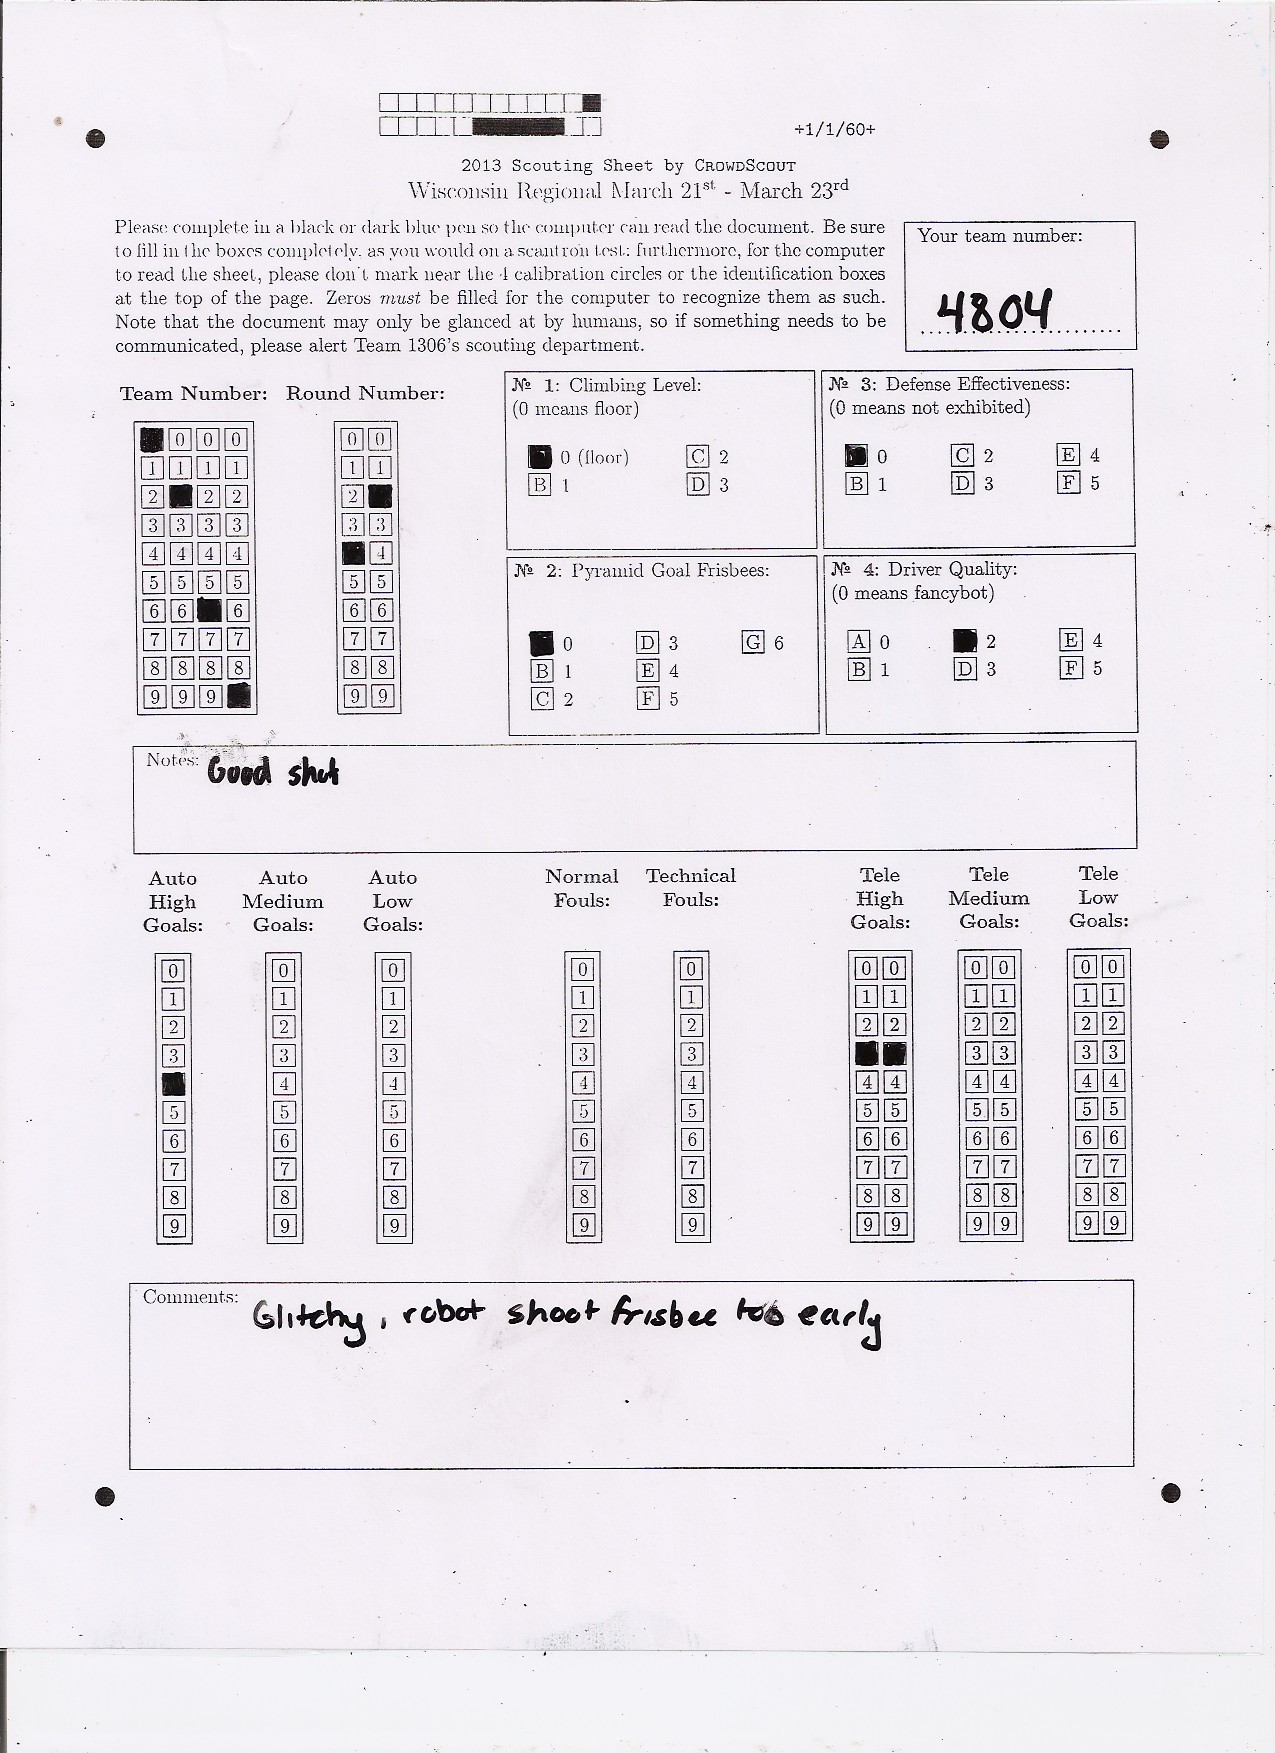 +1/1/60+
2013 Scouting Sheet by CROWDSCOUT
Wisconsin Regional March 21st - March 23rd
Please complete in a black or dark blue pen so the computer can read the document. Be sure
to fill in the boxes completely, as you would on a scantron test; furthermore, for the computer
to read the sheet, please don't mark near the 4 calibration circles or the identification boxes
at the top of the page. Zeros must be filled for the computer to recognize them as such.
Note that the document may only be glanced at by humans, so if something needs to be
communicated, please alert Team 1306's scouting department.
Your team number:
4804
Team Number: Round Number:
0 0 0 0 0
1 1 1 1 1 1
2 2 2 2
3 3 3 3 3 3
4 4 4 4 4
5 5 5 5 5 5
6 6 6 6 6
7 7 7 7 7 7
8 8 8 8 8 8
9 9 9 9 9
№ 1: Climbing Level:
(0 means floor)
0 (floor) C 2
B 1 D 3
№ 3: Defense Effectiveness:
(0 means not exhibited)
0 C 2 E 4
B 1 D 3 F 5
№ 2: Pyramid Goal Frisbees:
0 D 3 G 6
B 1 E 4
C 2 F 5
№ 4: Driver Quality:
(0 means fancybot)
A 0 2 E 4
B 1 D 3 F 5
Notes: Good shot
Auto High Goals:
0
1
2
3
5
6
7
8
9
Auto Medium Goals:
0
1
2
3
4
5
6
7
8
9
Auto Low Goals:
0
1
2
3
4
5
6
7
8
9
Normal Fouls:
0
1
2
3
4
5
6
7
8
9
Technical Fouls:
0
1
2
3
4
5
6
7
8
9
Tele High Goals:
0 0
1 1
2 2
4 4
5 5
6 6
7 7
8 8
9 9
Tele Medium Goals:
0 0
1 1
2 2
3 3
4 4
5 5
6 6
7 7
8 8
9 9
Tele Low Goals:
0 0
1 1
2 2
3 3
4 4
5 5
6 6
7 7
8 8
9 9
Comments: Glitchy, robot shoot frisbee too early